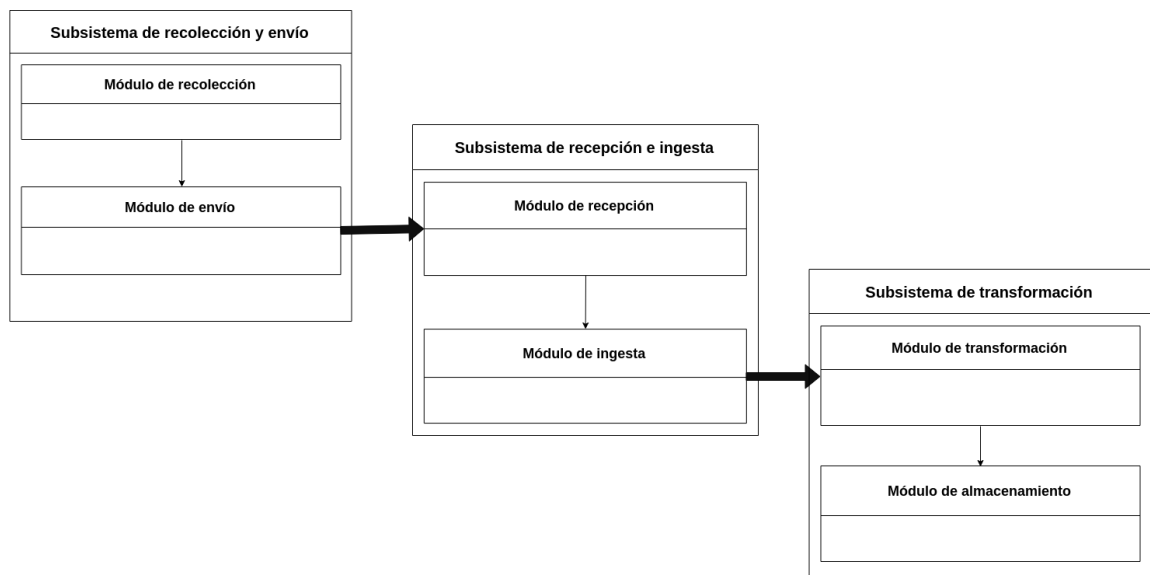 Subsistema de recolección y envío
Módulo de recolección
Módulo de envío
Subsistema de recepción e ingesta
Módulo de recepción
Módulo de ingesta
Subsistema de transformación
Módulo de transformación
Módulo de almacenamiento